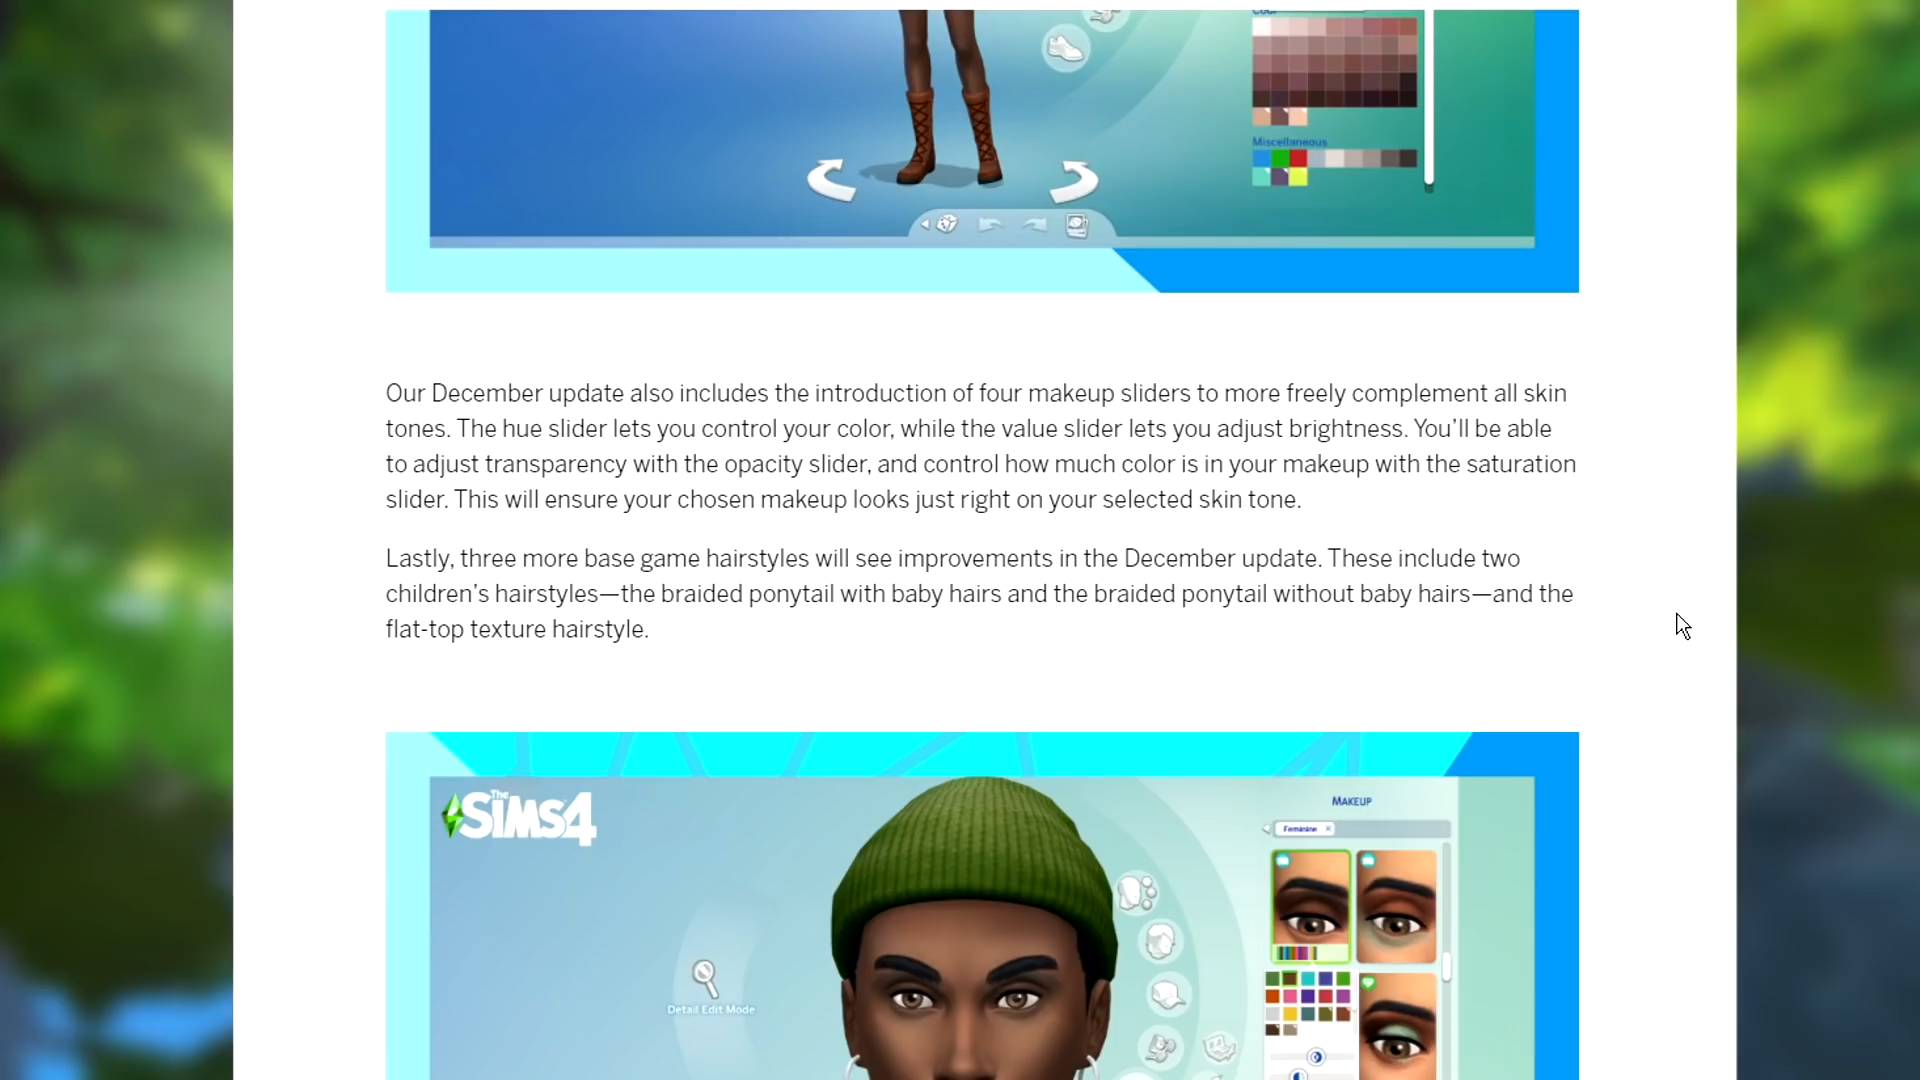 Cool
Miscellaneous
Our December update also includes the introduction of four makeup sliders to more freely complement all skin
tones. The hue slider lets you control your color, while the value slider lets you adjust brightness. You’ll be able
to adjust transparency with the opacity slider, and control how much color is in your makeup with the saturation
slider. This will ensure your chosen makeup looks just right on your selected skin tone.
Lastly, three more base game hairstyles will see improvements in the December update. These include two
children’s hairstyles—the braided ponytail with baby hairs and the braided ponytail without baby hairs—and the
flat-top texture hairstyle.
The
SIMS4
MAKEUP
Feminine
Detail Edit Mode